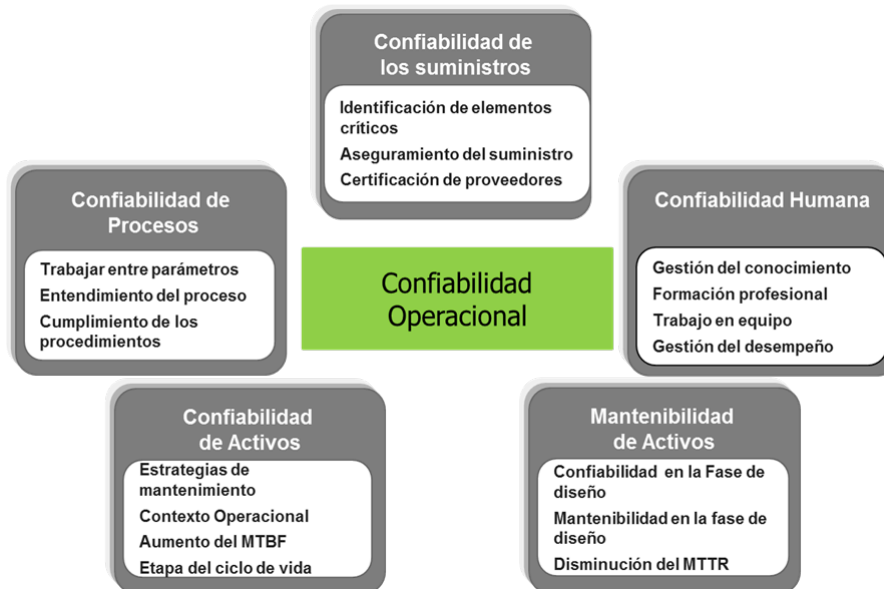 Confiabilidad de
los suministros
Identificación de elementos
críticos
Aseguramiento del suministro
Certificación de proveedores
Confiabilidad de
Procesos
Trabajar entre parámetros
Entendimiento del proceso
Cumplimiento de los
procedimientos
Confiabilidad
Operacional
Confiabilidad Humana
Gestión del conocimiento
Formación profesional
Trabajo en equipo
Gestión del desempeño
Confiabilidad
de Activos
Estrategias de
mantenimiento
Contexto Operacional
Aumento del MTBF
Etapa del ciclo de vida
Mantenibilidad
de Activos
Confiabilidad en la Fase de
diseño
Mantenibilidad en la fase de
diseño
Disminución del MTTR